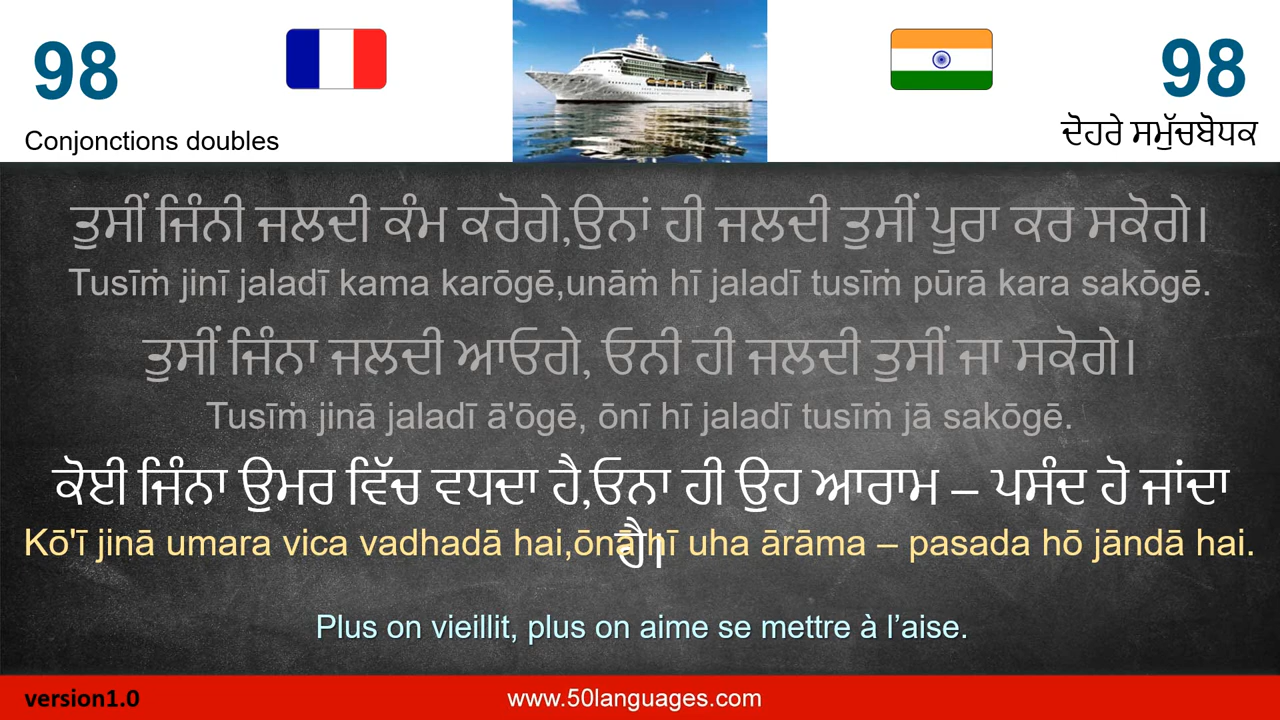 98
98
Conjonctions doubles
ਦੋਹਰੇ ਸਮੁੱਚਬੋਧਕ
ਤੁਸੀਂ ਜਿੰਨੀ ਜਲਦੀ ਕੰਮ ਕਰੋਗੇ,ਉਨਾਂ ਹੀ ਜਲਦੀ ਤੁਸੀਂ ਪੂਰਾ ਕਰ ਸਕੋਗੇ।
Tusīṁ jinī jaladī kama karōgē,unāṁ hī jaladī tusīṁ pūrā kara sakōgē.
ਤੁਸੀਂ ਜਿੰਨਾ ਜਲਦੀ ਆਓਗੇ, ਓਨੀ ਹੀ ਜਲਦੀ ਤੁਸੀਂ ਜਾ ਸਕੋਗੇ।
Tusīṁ jinā jaladī ā'ōgē, ōnī hī jaladī tusīṁ jā sakōgē.
ਕੋਈ ਜਿੰਨਾ ਉਮਰ ਵਿੱਚ ਵਧਦਾ ਹੈ,ਓਨਾ ਹੀ ਉਹ ਆਰਾਮ – ਪਸੰਦ ਹੋ ਜਾਂਦਾ
ਹੈ।
Kō'ī jinā umara vica vadhadā hai,ōnā hī uha ārāma – pasada hō jāndā hai.
Plus on vieillit, plus on aime se mettre à l’aise.
version1.0
www.50languages.com